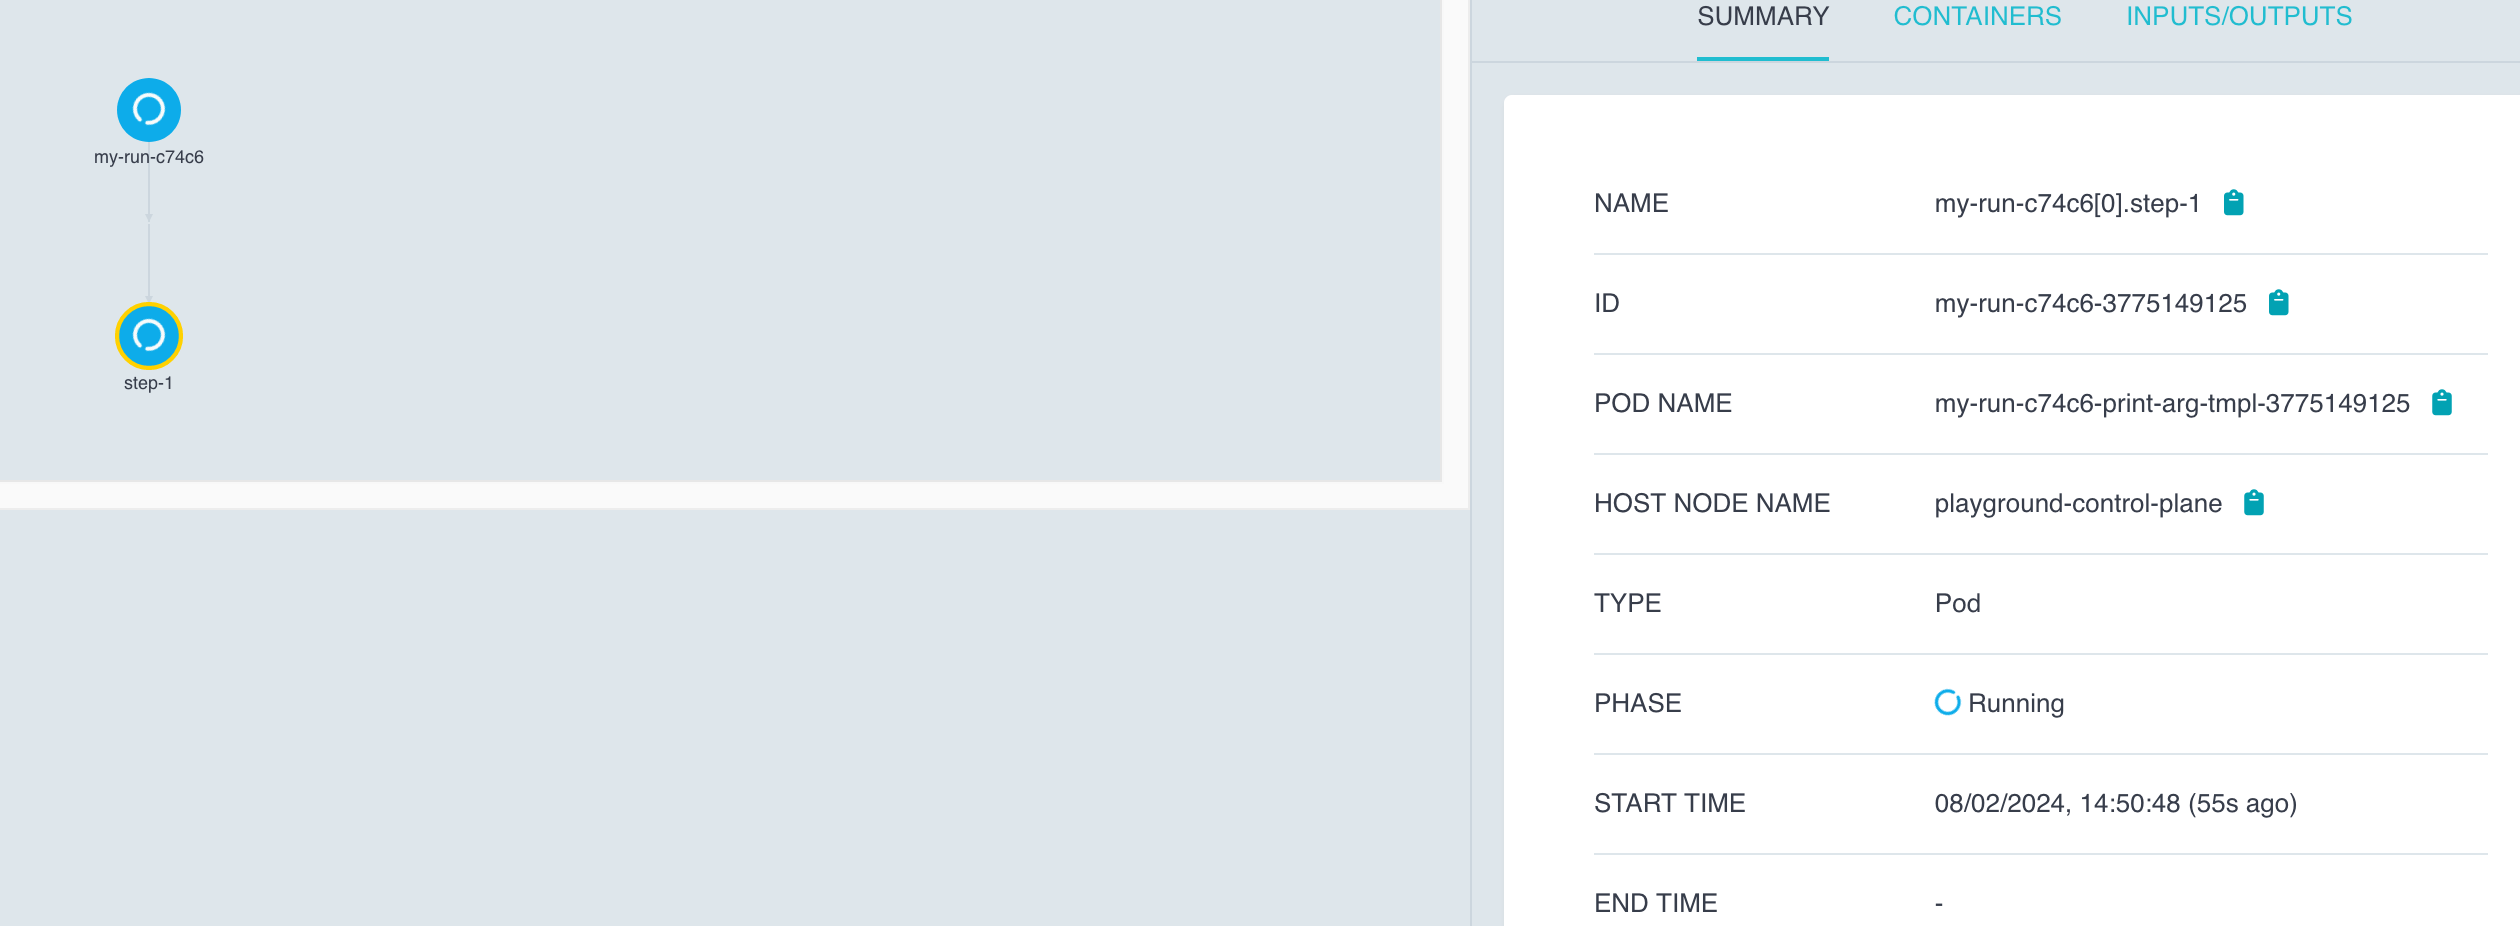 my-run-c74c6
step-1
SUMMARY CONTAINERS INPUTS/OUTPUTS
NAME my-run-c74c6[0].step-1
ID my-run-c74c6-3775149125
POD NAME my-run-c74c6-print-arg-tmpl-3775149125
HOST NODE NAME playground-control-plane
TYPE Pod
PHASE Running
START TIME 08/02/2024, 14:50:48 (55s ago)
END TIME -